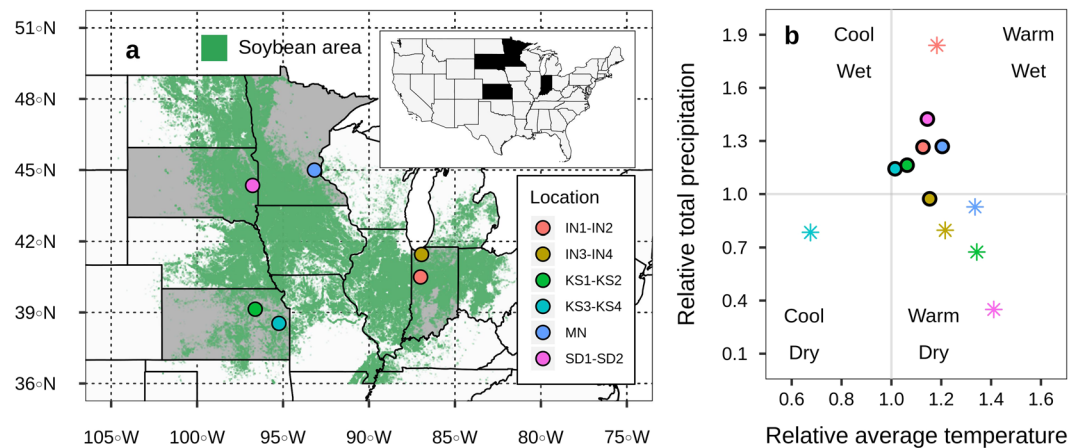 a
Soybean area
51◦N
48◦N
45◦N
42◦N
39◦N
36◦N
105◦W 100◦W 95◦W 90◦W 85◦W 80◦W 75◦W
Location
IN1-IN2
IN3-IN4
KS1-KS2
KS3-KS4
MN
SD1-SD2
b
Relative total precipitation
1.9
1.6
1.3
1.0
0.7
0.4
0.1
Cool
Wet
Warm
Wet
Cool
Dry
Warm
Dry
0.6 0.8 1.0 1.2 1.4 1.6
Relative average temperature